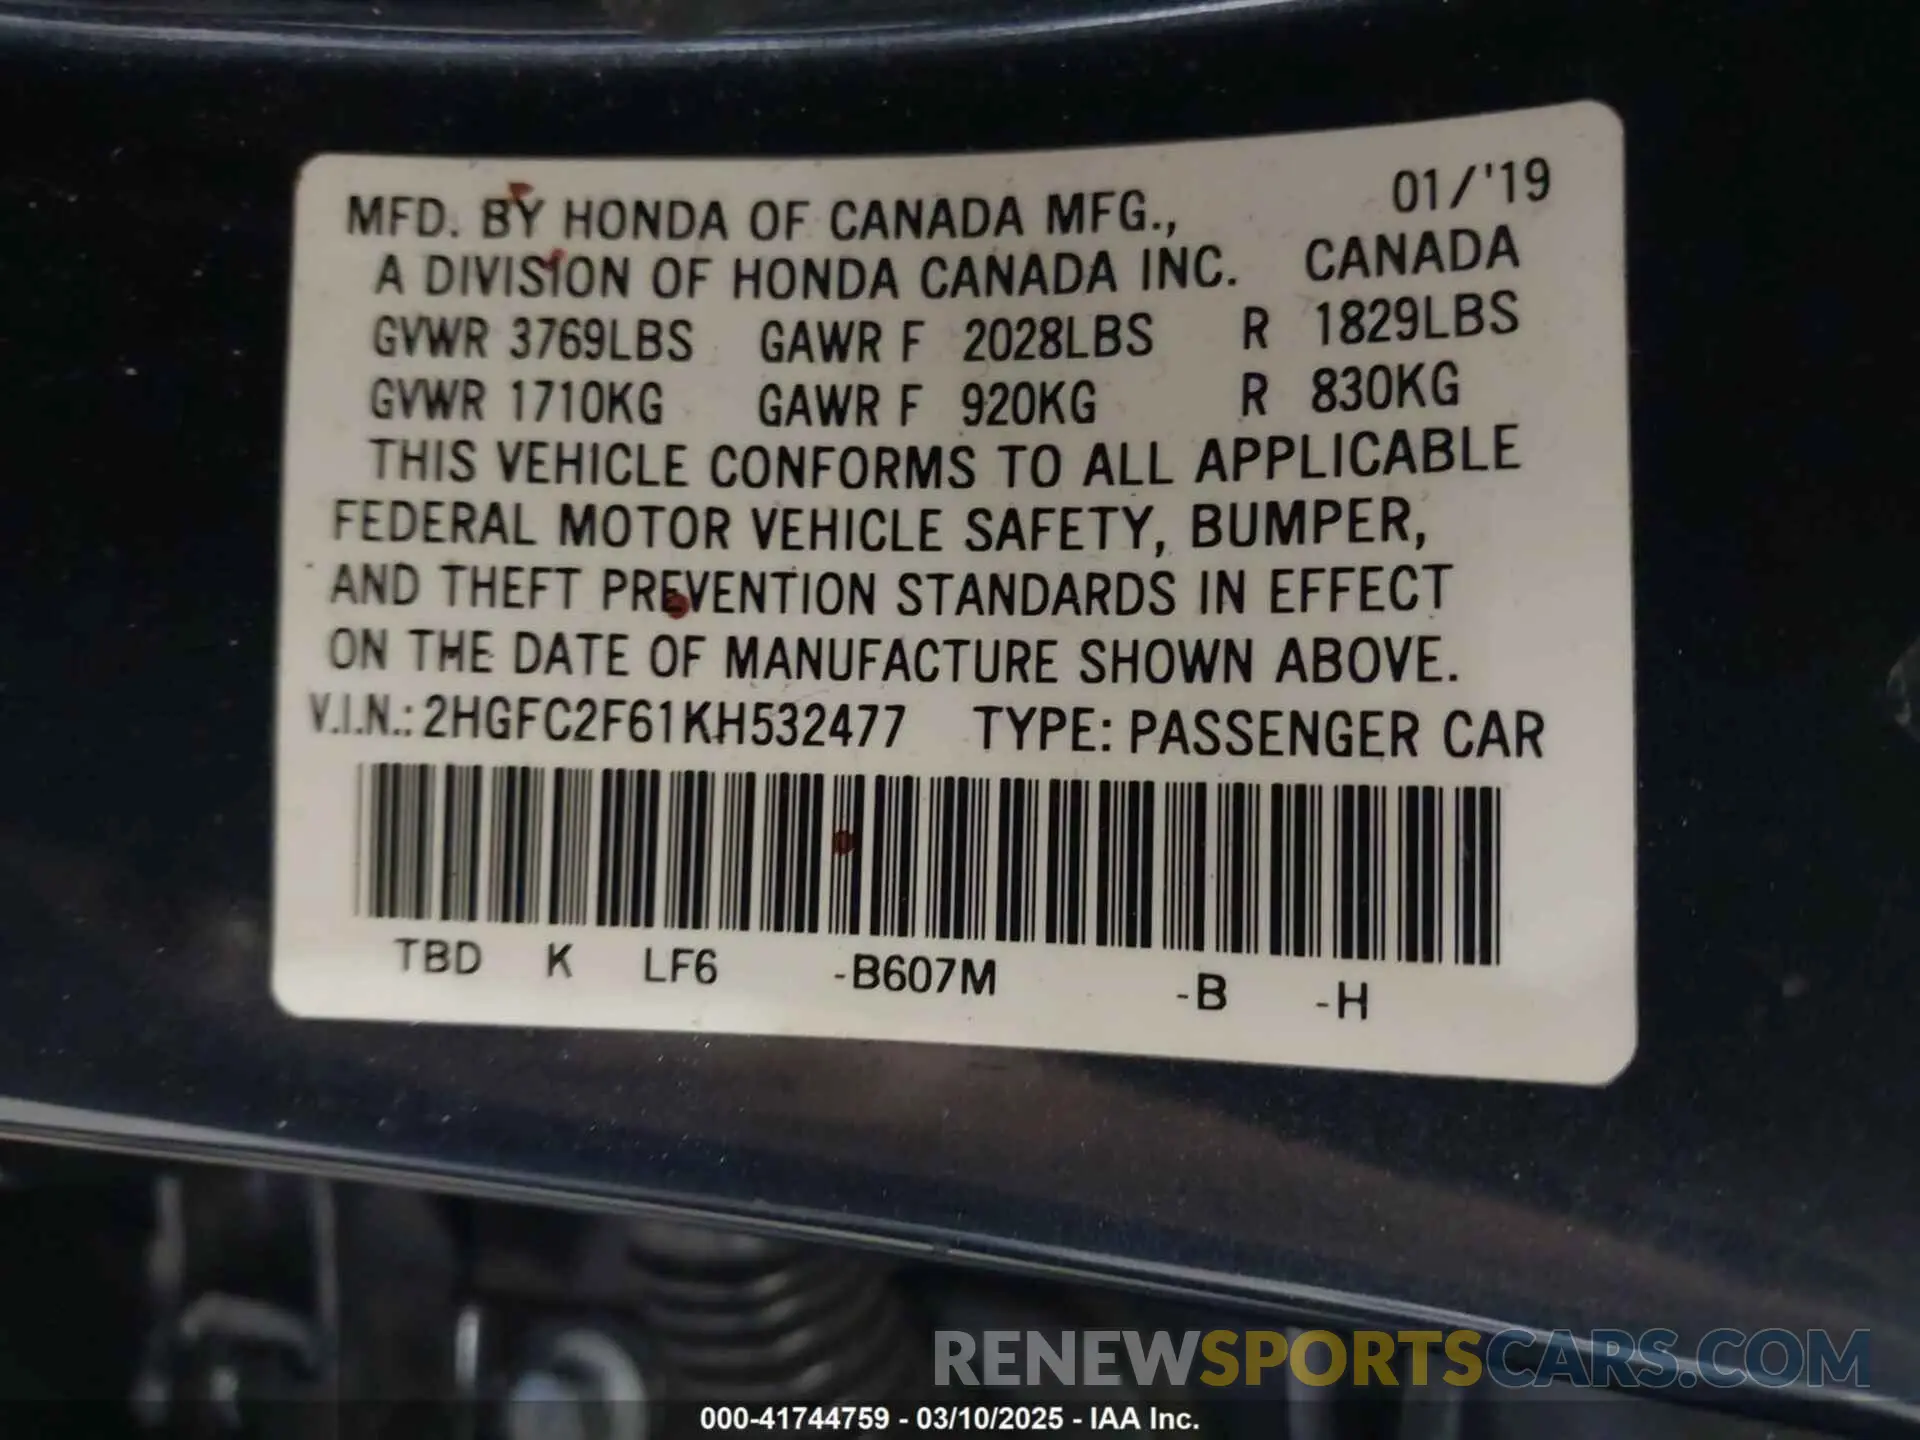 01/'19
MFD. BY HONDA OF CANADA MFG.,
A DIVISION OF HONDA CANADA INC. CANADA
GVWR 3769LBS GAWR F 2028LBS R 1829LBS
GVWR 1710KG GAWR F 920KG R 830KG
THIS VEHICLE CONFORMS TO ALL APPLICABLE
FEDERAL MOTOR VEHICLE SAFETY, BUMPER,
AND THEFT PREVENTION STANDARDS IN EFFECT
ON THE DATE OF MANUFACTURE SHOWN ABOVE.
V.I.N.: 2HGFC2F61KH532477 TYPE: PASSENGER CAR
TBD K LF6 -B607M -B -H
RENEWSPORTSCARS.COM
000-41744759 - 03/10/2025 - IAA Inc.